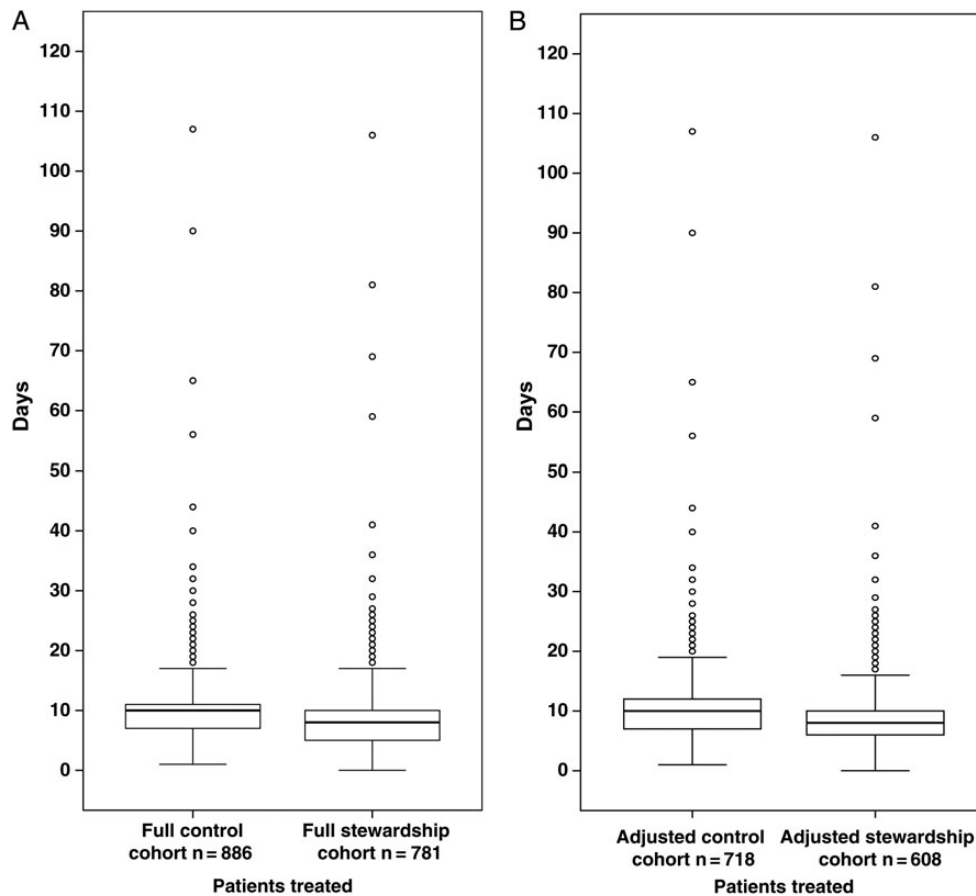 A
120
110
100
90
80
70
60
50
40
30
20
10
0
Days
Full control
cohort n = 886
Full stewardship
cohort n = 781
Patients treated
B
120
110
100
90
80
70
60
50
40
30
20
10
0
Days
Adjusted control
cohort n = 718
Adjusted stewardship
cohort n = 608
Patients treated